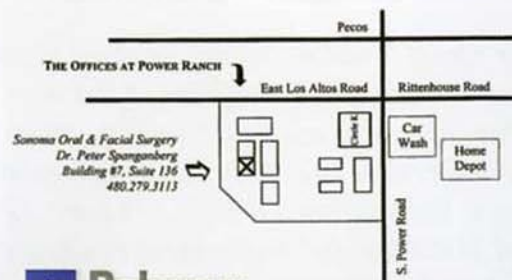 Pecos
THE OFFICES AT POWER RANCH
East Los Altos Road
Rittenhouse Road
Circle K
Car
Wash
Home
Depot
Sonoma Oral & Facial Surgery
Dr. Peter Spanganberg
Building #7, Suite 136
480.279.3113
S. Power Road